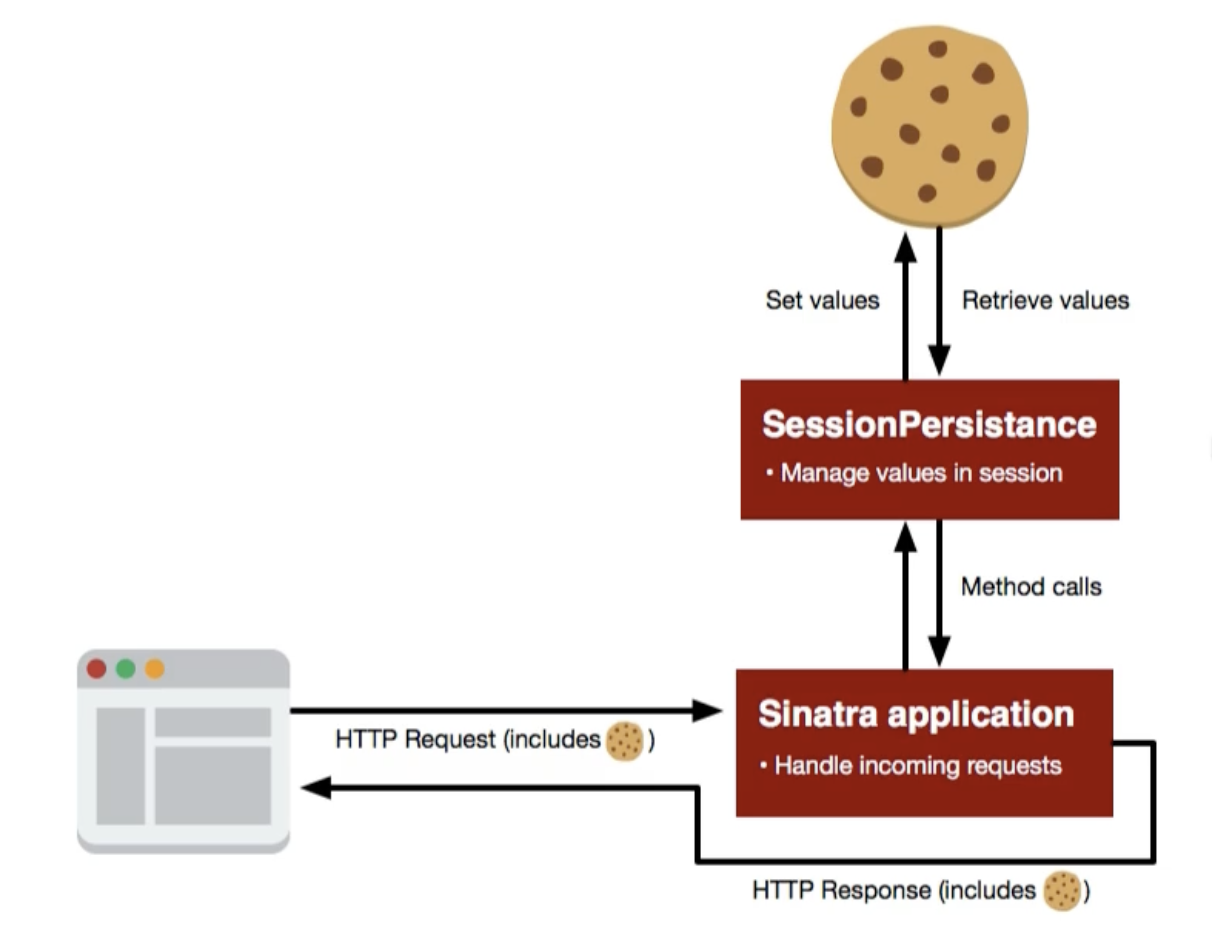 Set values
Retrieve values
SessionPersistance
• Manage values in session
Method calls
Sinatra application
• Handle incoming requests
HTTP Request (includes )
HTTP Response (includes )